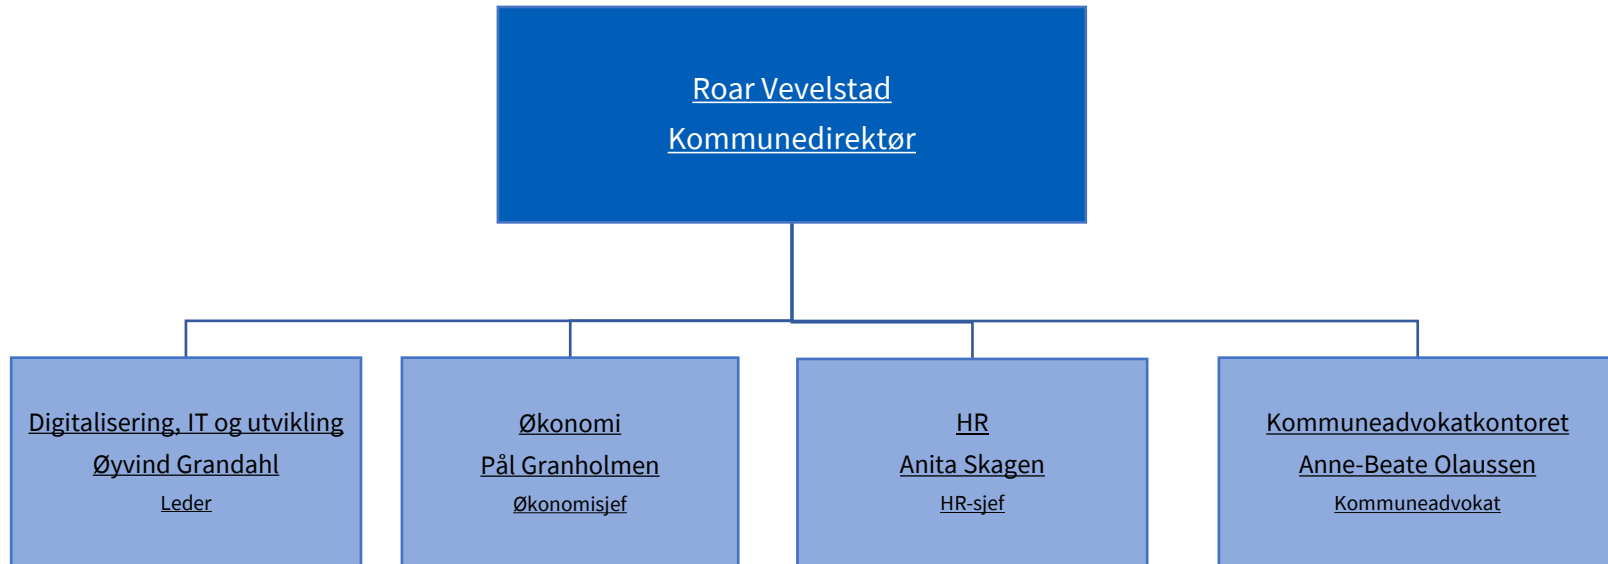 Roar Vevelstad
Kommunedirektør
Digitalisering, IT og utvikling
Øyvind Grandahl
Leder
Økonomi
Pål Granholmen
Økonomisjef
HR
Anita Skagen
HR-sjef
Kommuneadvokatkontoret
Anne-Beate Olaussen
Kommuneadvokat